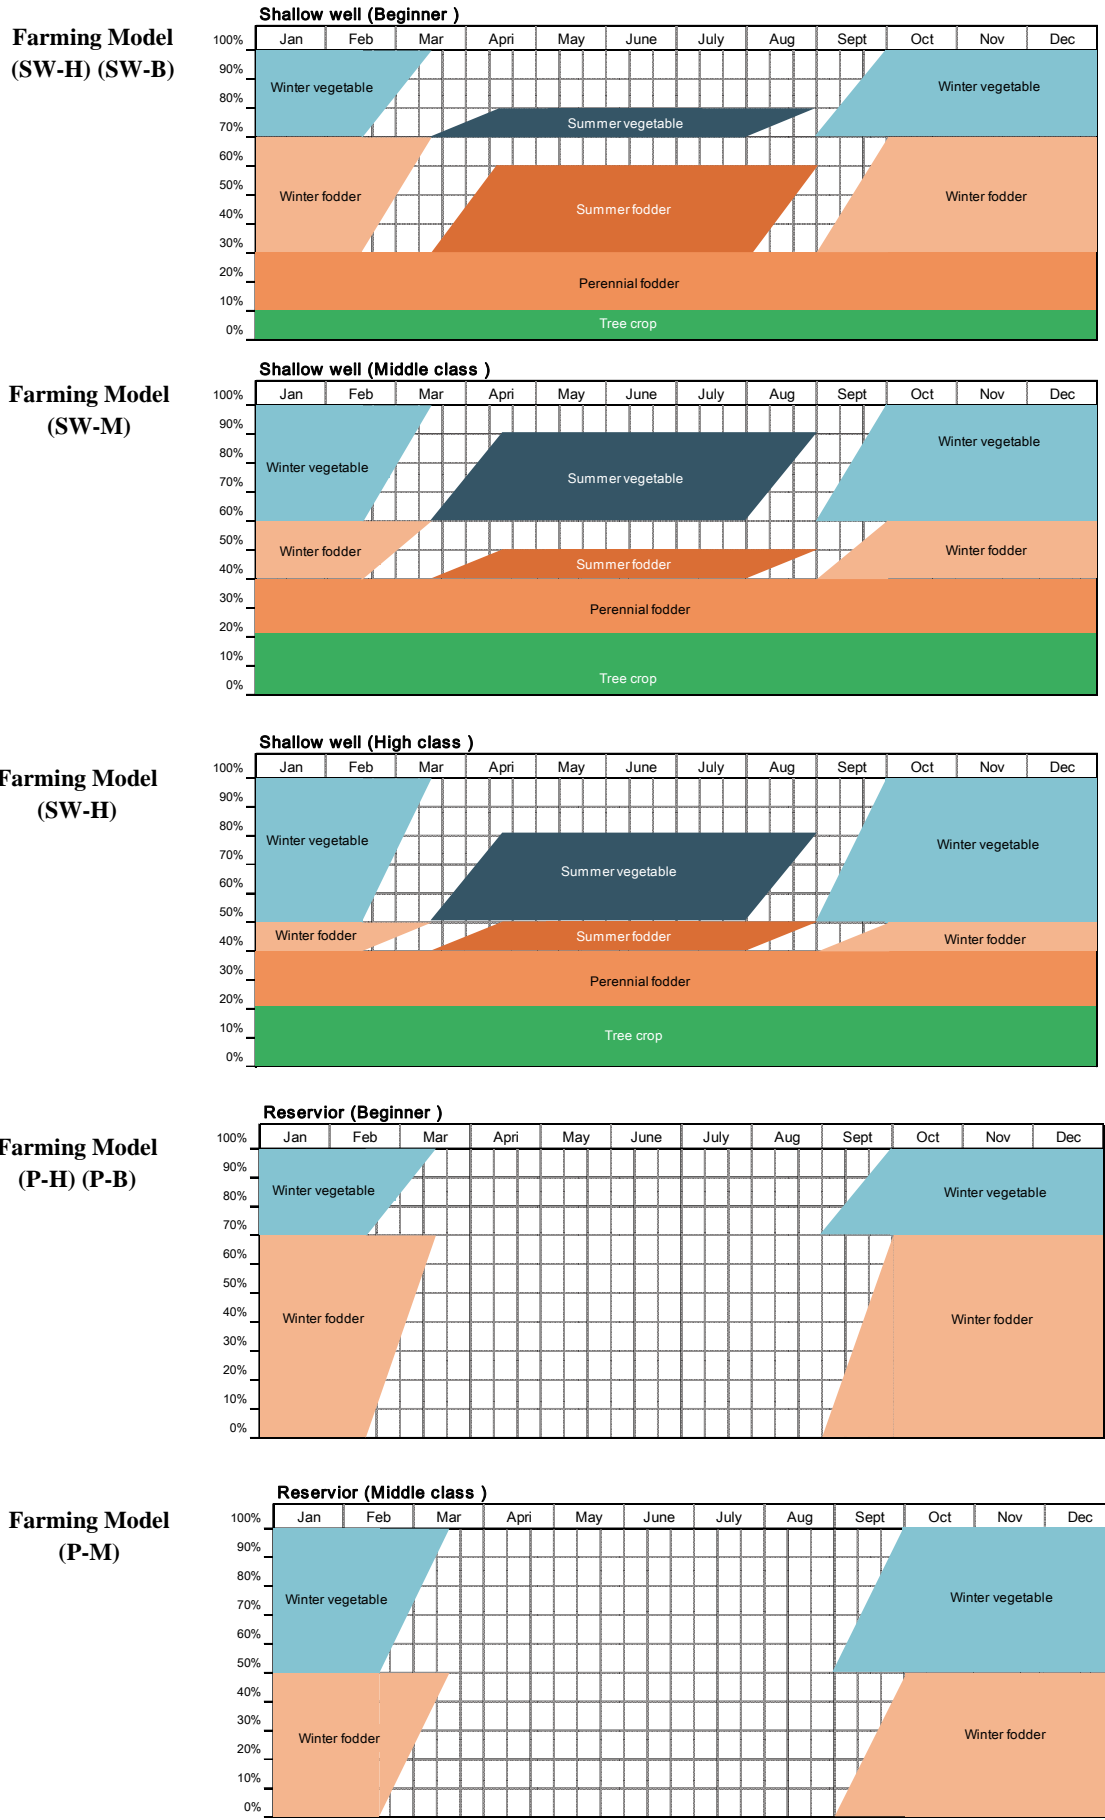 Shallow well (Beginner )
Farming Model
(SW-H) (SW-B)
Jan Feb Mar Apri May June July Aug Sept Oct Nov Dec
100%
90%
80%
70%
60%
50%
40%
30%
20%
10%
0%
Winter vegetable
Winter vegetable
Summer vegetable
Winter fodder
Summer fodder
Winter fodder
Perennial fodder
Tree crop
Shallow well (Middle class )
Farming Model
(SW-M)
Jan Feb Mar Apri May June July Aug Sept Oct Nov Dec
100%
90%
80%
70%
60%
50%
40%
30%
20%
10%
0%
Winter vegetable
Summer vegetable
Winter vegetable
Winter fodder
Summer fodder
Winter fodder
Perennial fodder
Tree crop
Shallow well (High class )
Farming Model
(SW-H)
Jan Feb Mar Apri May June July Aug Sept Oct Nov Dec
100%
90%
80%
70%
60%
50%
40%
30%
20%
10%
0%
Winter vegetable
Summer vegetable
Winter vegetable
Winter fodder
Summer fodder
Winter fodder
Perennial fodder
Tree crop
Reservior (Beginner )
Farming Model
(P-H) (P-B)
Jan Feb Mar Apri May June July Aug Sept Oct Nov Dec
100%
90%
80%
70%
60%
50%
40%
30%
20%
10%
0%
Winter vegetable
Winter vegetable
Winter fodder
Winter fodder
Reservior (Middle class )
Farming Model
(P-M)
Jan Feb Mar Apri May June July Aug Sept Oct Nov Dec
100%
90%
80%
70%
60%
50%
40%
30%
20%
10%
0%
Winter vegetable
Winter vegetable
Winter fodder
Winter fodder